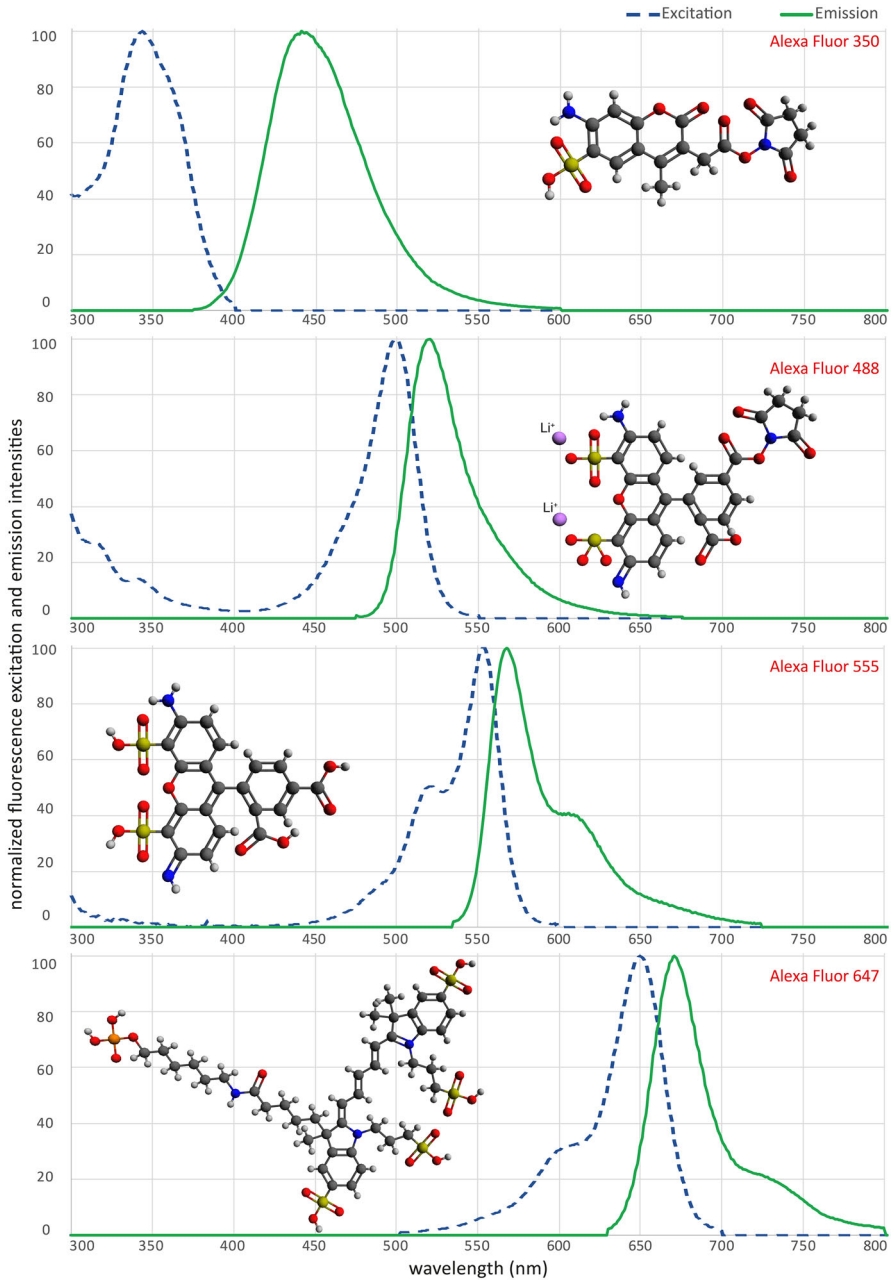 Excitation Emission
Alexa Fluor 350
100
80
60
40
20
0
300 350 400 450 500 550 600 650 700 750 800
Alexa Fluor 488
Li⁺
Li⁺
100
80
60
40
20
0
300 350 400 450 500 550 600 650 700 750 800
Alexa Fluor 555
100
80
60
40
20
0
300 350 400 450 500 550 600 650 700 750 800
Alexa Fluor 647
100
80
60
40
20
0
300 350 400 450 500 550 600 650 700 750 800
normalized fluorescence excitation and emission intensities
wavelength (nm)